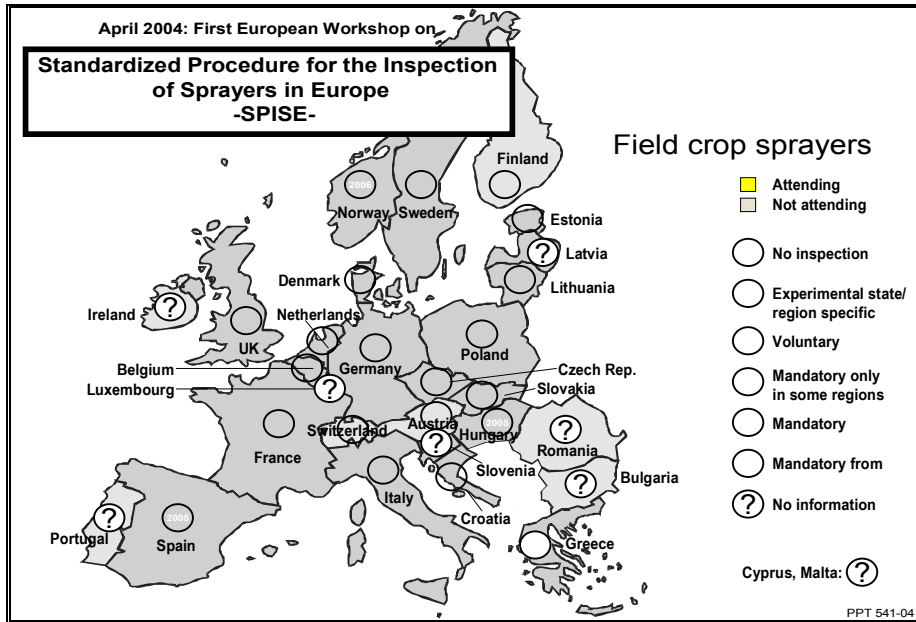 April 2004: First European Workshop on
Standardized Procedure for the Inspection
of Sprayers in Europe
-SPISE-
Field crop sprayers
Attending
Not attending
No inspection
Experimental state/
region specific
Voluntary
Mandatory only
in some regions
Mandatory
Mandatory from
? No information
Cyprus, Malta: ?
Finland
2006
Norway
Sweden
Estonia
? Latvia
Lithuania
Denmark
Ireland ?
UK
Netherlands
Belgium
Luxembourg ?
Germany
Poland
Czech Rep.
Slovakia
France
Switzerland
Austria
2005
Hungary
?
Romania
? Slovenia
? Bulgaria
Italy
Croatia
?
Portugal
2005
Spain
Greece
PPT 541-04